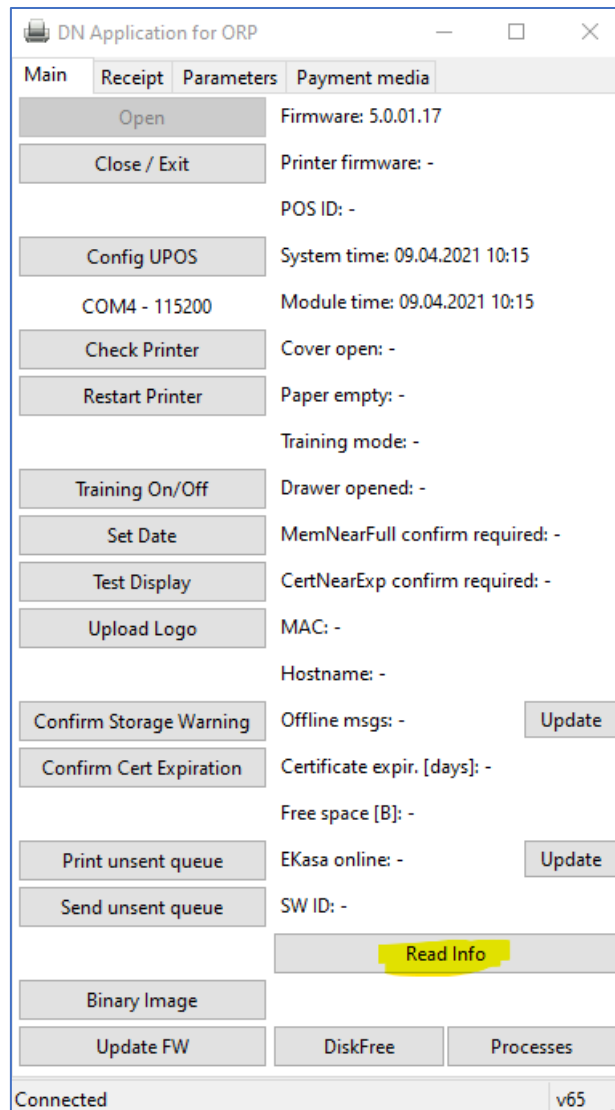 DN Application for ORP
Main Receipt Parameters Payment media
Open Firmware: 5.0.01.17
Close / Exit Printer firmware: -
POS ID: -
Config UPOS System time: 09.04.2021 10:15
COM4 - 115200 Module time: 09.04.2021 10:15
Check Printer Cover open: -
Restart Printer Paper empty: -
Training mode: -
Training On/Off Drawer opened: -
Set Date MemNearFull confirm required: -
Test Display CertNearExp confirm required: -
Upload Logo MAC: -
Hostname: -
Confirm Storage Warning Offline msgs: - Update
Confirm Cert Expiration Certificate expir. [days]: -
Free space [B]: -
Print unsent queue EKasa online: - Update
Send unsent queue SW ID: -
Read Info
Binary Image
Update FW DiskFree Processes
Connected v65